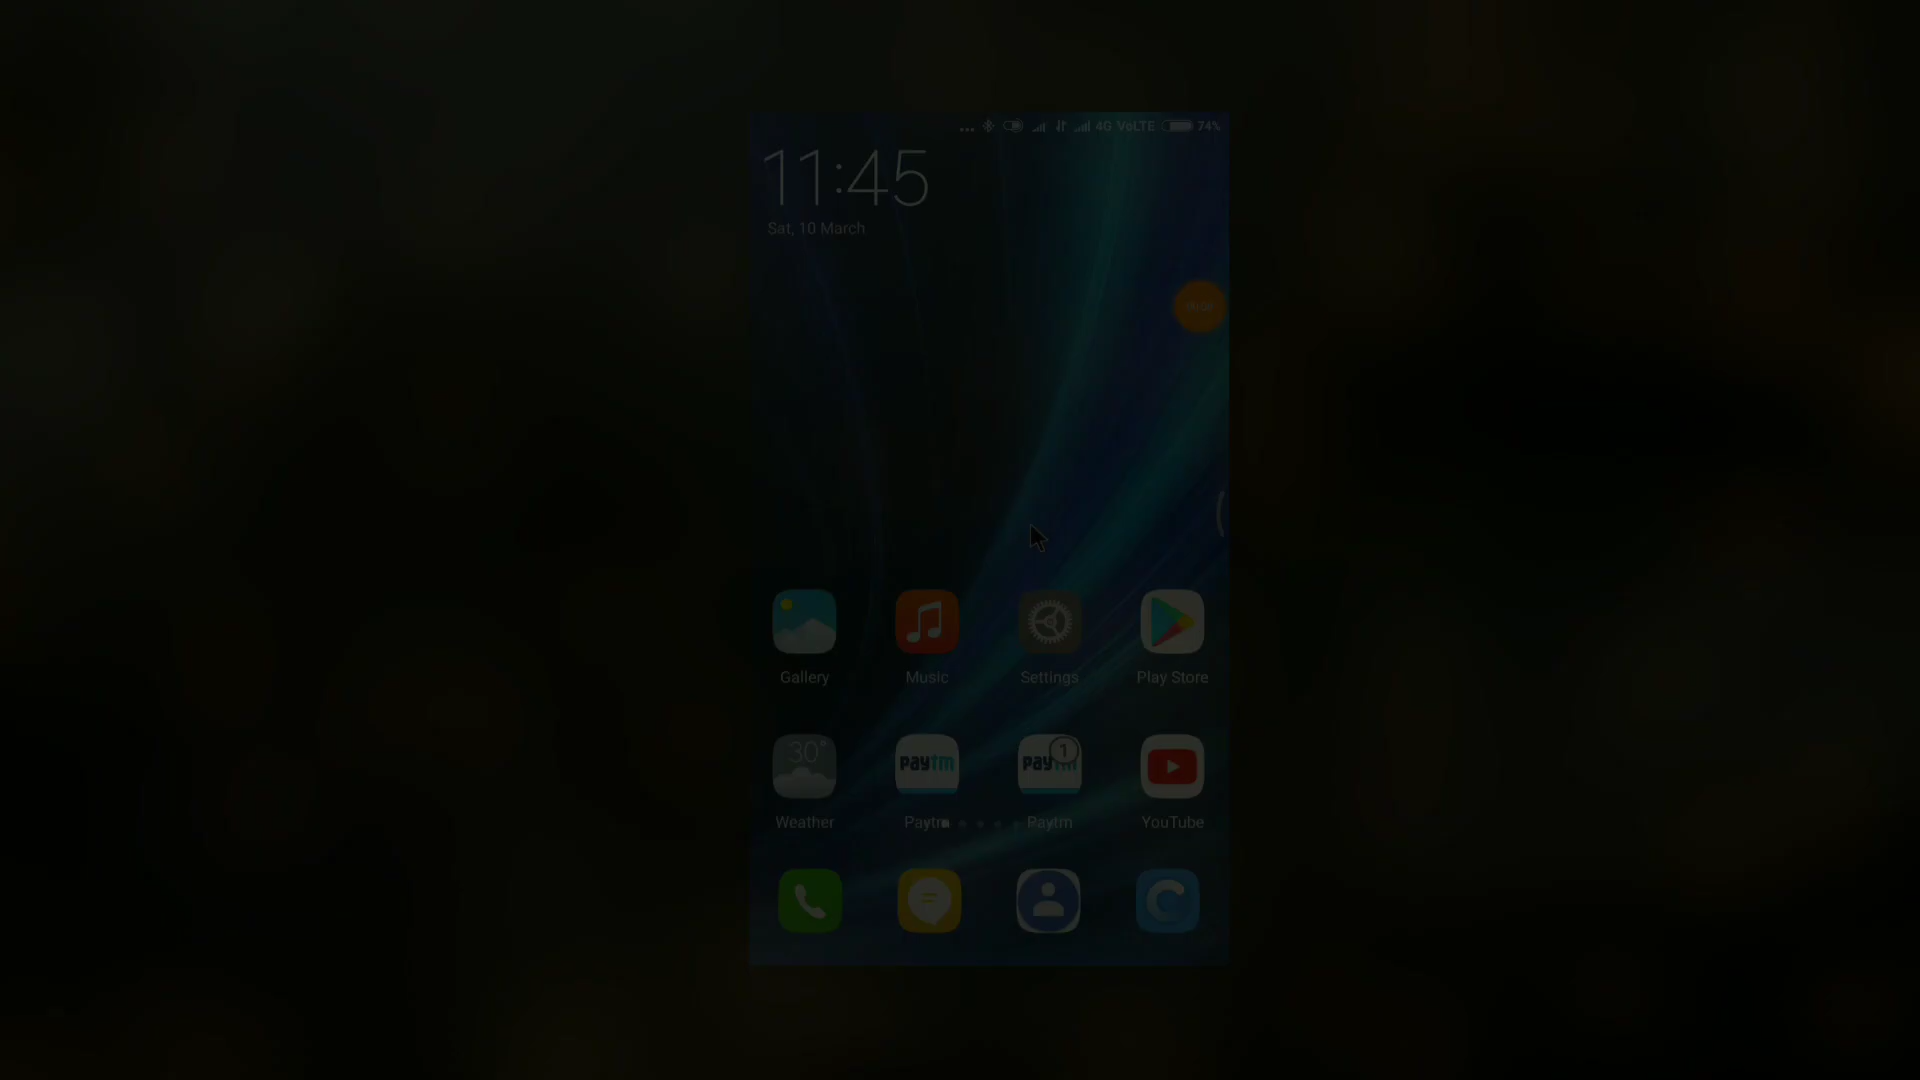 4G VoLTE 74%
11:45
Sat, 10 March
Gallery Music Settings Play Store
30°
paytm
1
Weather Paytm Paytm YouTube